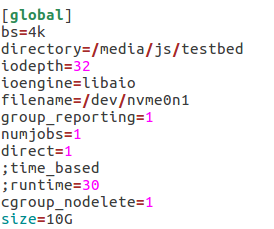 [global]
bs=4k
directory=/media/js/testbed
iodepth=32
ioengine=libaio
filename=/dev/nvme0n1
group_reporting=1
numjobs=1
direct=1
;time_based
;runtime=30
cgroup_nodelete=1
size=10G